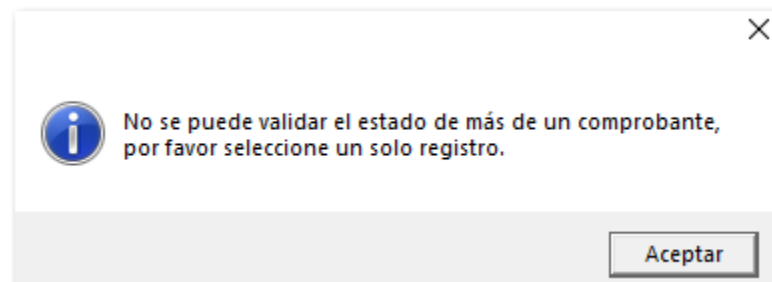 No se puede validar el estado de más de un comprobante,
por favor seleccione un solo registro.
Aceptar